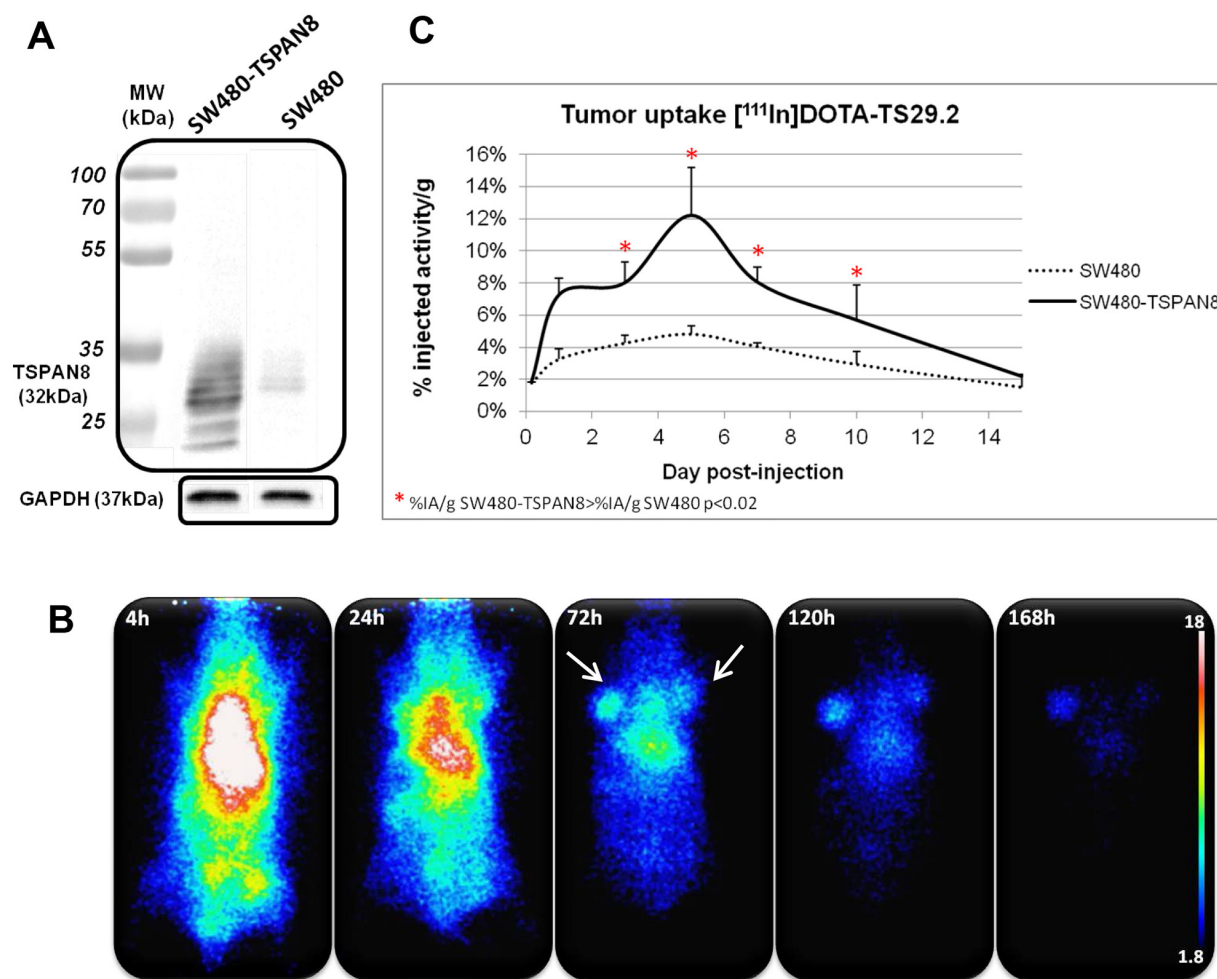 A
MW
(kDa)
SW480-TSPAN8
SW480
100
70
55
35
TSPAN8
(32kDa)
25
GAPDH (37kDa)
C
Tumor uptake [¹¹¹In]DOTA-TS29.2
% injected activity/g
16%
14%
12%
10%
8%
6%
4%
2%
0%
0 2 4 6 8 10 12 14
Day post-injection
* * * *
SW480
SW480-TSPAN8
* %IA/g SW480-TSPAN8>%IA/g SW480 p<0.02
B
4h
24h
72h
120h
168h
18
1.8